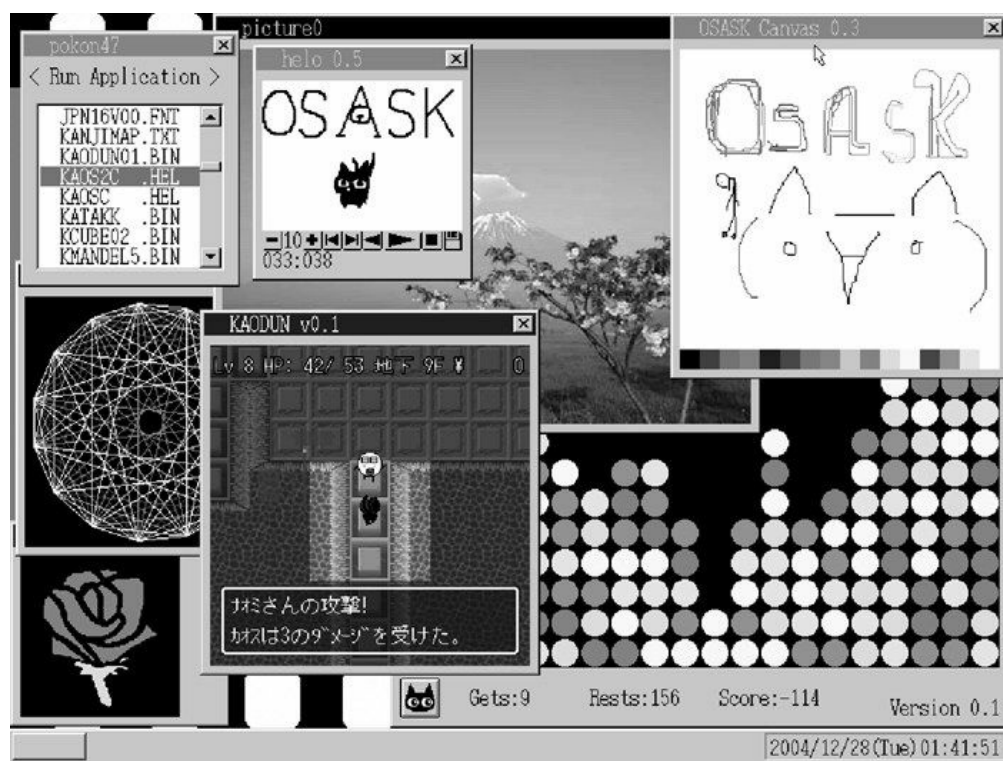 pokon47
< Run Application >
JPN16V00.FNT
KANJIMAP.TXT
KAODUN01.BIN
KAOS2C .HEL
KAOSC .HEL
KATAKK .BIN
KCUBE02 .BIN
KMANDEL5.BIN
picture0
helo 0.5
OSASK
10
033:038
OSASK Canvas 0.3
OsAsK
KAODUN v0.1
Lv 8 HP: 42/ 53 地下 9F ¥ 0
ﾅｵﾐさんの攻撃!
ｶｵｽは3のﾀﾞﾒｰｼﾞを受けた。
Gets:9 Rests:156 Score:-114 Version 0.1
2004/12/28(Tue)01:41:51